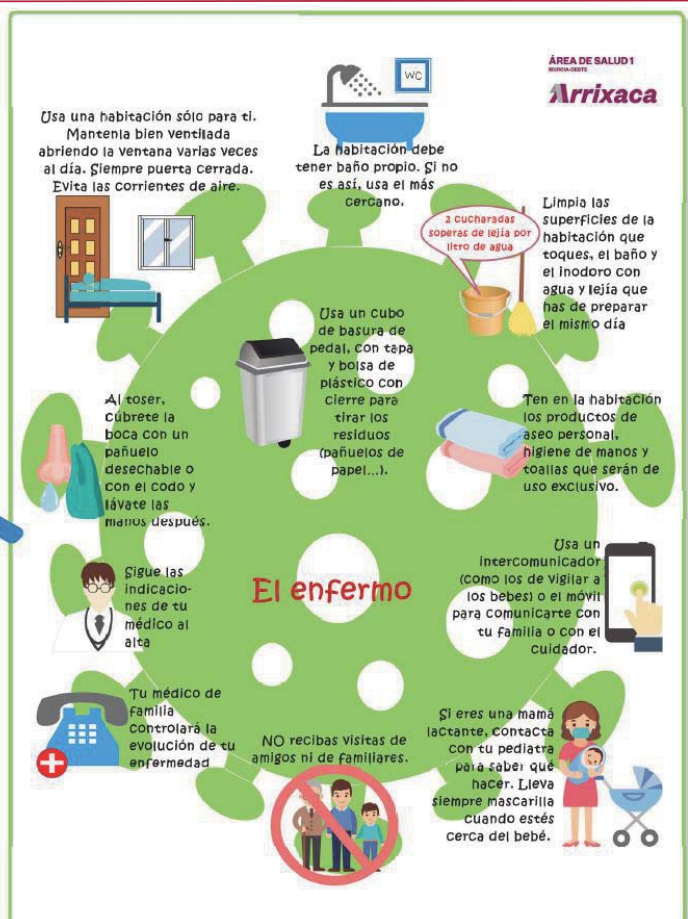 ÁREA DE SALUD 1
MURCIA-OESTE
Arrixaca
WC
Usa una habitación sólo para ti.
Mantenla bien ventilada
abriendo la ventana varias veces
al día. Siempre puerta cerrada.
Evita las corrientes de aire.
La habitación debe
tener baño propio. Si no
es así, usa el más
cercano.
2 cucharadas
soperas de lejía por
litro de agua
Limpia las
superficies de la
habitación que
toques, el baño y
el inodoro con
agua y lejía que
has de preparar
el mismo día
Usa un cubo
de basura de
pedal, con tapa
y bolsa de
plástico con
cierre para
tirar los
residuos
(pañuelos de
papel...).
Al toser,
cúbrete la
boca con un
pañuelo
desechable o
con el codo y
lávate las
manos después.
Ten en la habitación
los productos de
aseo personal,
higiene de manos y
toallas que serán de
uso exclusivo.
Sigue las
indicacio-
nes de tu
médico al
alta
El enfermo
Usa un
intercomunicador
(como los de vigilar a
los bebes) o el móvil
para comunicarte con
tu familia o con el
cuidador.
Tu médico de
familia
controlará la
evolución de tu
enfermedad
NO recibas visitas de
amigos ni de familiares.
Si eres una mamá
lactante, contacta
con tu pediatra
para saber qué
hacer. Lleva
siempre mascarilla
cuando estés
cerca del bebé.